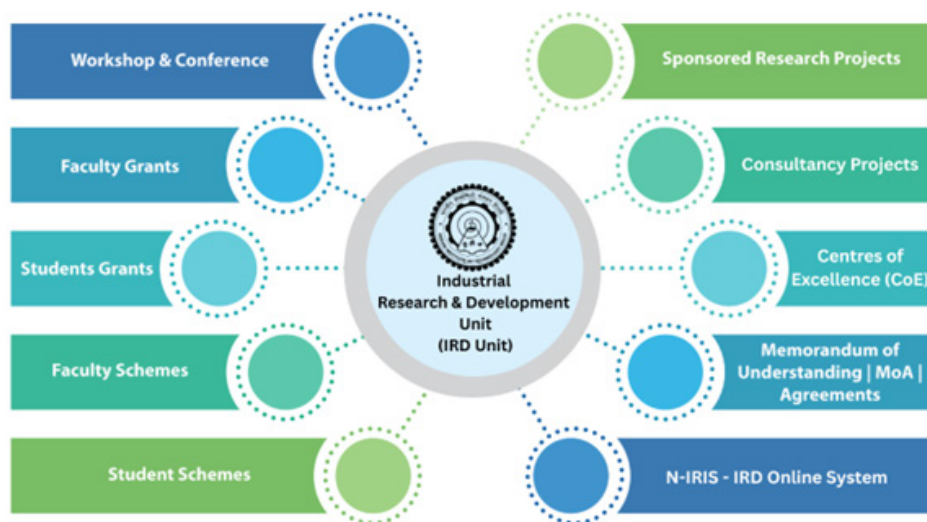 Workshop & Conference
Faculty Grants
Students Grants
Faculty Schemes
Student Schemes
Industrial
Research & Development
Unit
(IRD Unit)
Sponsored Research Projects
Consultancy Projects
Centres of
Excellence (CoE)
Memorandum of
Understanding | MoA |
Agreements
N-IRIS - IRD Online System